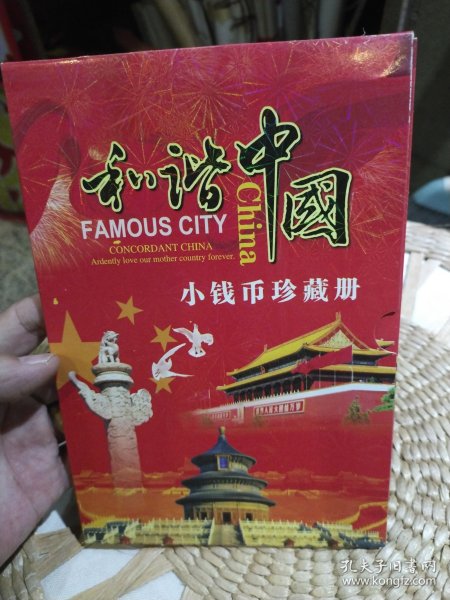 和谐中國
FAMOUS CITY
China
CONCORDANT CHINA
Ardently love our mother country forever.
小钱币珍藏册
孔夫子旧书网
www.kongfz.com